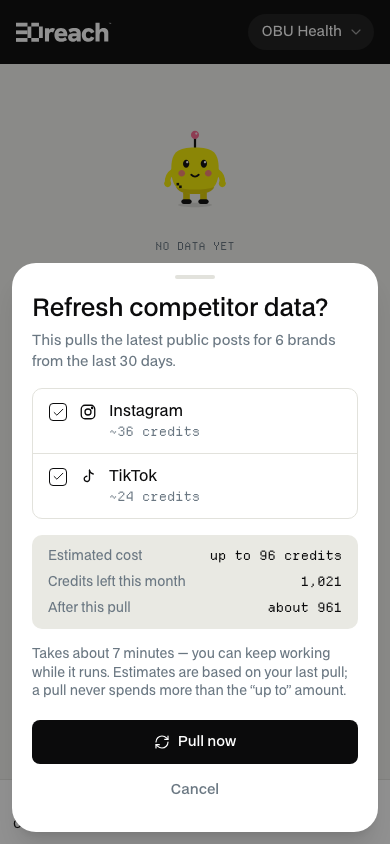 EOreach
OBU Health
NO DATA YET
Refresh competitor data?
This pulls the latest public posts for 6 brands
from the last 30 days.
Instagram
~36 credits
TikTok
~24 credits
Estimated cost up to 96 credits
Credits left this month 1,021
After this pull about 961
Takes about 7 minutes — you can keep working
while it runs. Estimates are based on your last pull;
a pull never spends more than the “up to” amount.
Pull now
Cancel